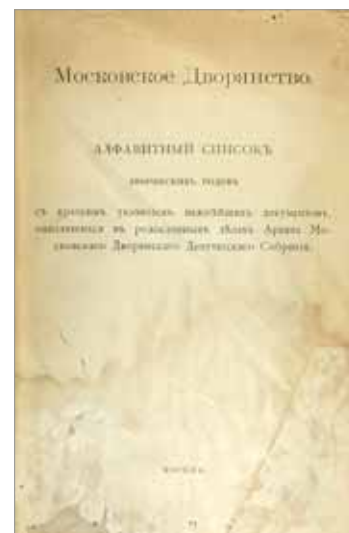 Московское Дворянство.
АЛФАВИТНЫЙ СПИСОКЪ
дворянскихъ родовъ
съ краткимъ указаніемъ важнѣйшихъ документовъ,
находящихся въ родословныхъ дѣлахъ Архива Мо-
сковскаго Дворянскаго Депутатскаго Собранія.
МОСКВА.